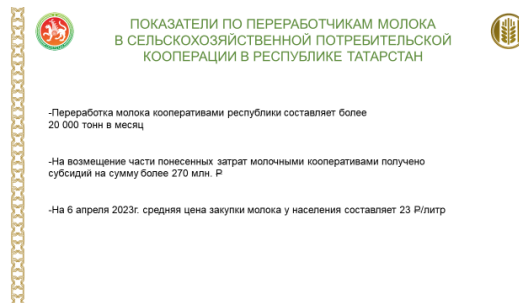 ПОКАЗАТЕЛИ ПО ПЕРЕРАБОТЧИКАМ МОЛОКА
В СЕЛЬСКОХОЗЯЙСТВЕННОЙ ПОТРЕБИТЕЛЬСКОЙ
КООПЕРАЦИИ В РЕСПУБЛИКЕ ТАТАРСТАН
-Переработка молока кооперативами республики составляет более
20 000 тонн в месяц
-На возмещение части понесенных затрат молочными кооперативами получено
субсидий на сумму более 270 млн. ₽
-На 6 апреля 2023г. средняя цена закупки молока у населения составляет 23 ₽/литр